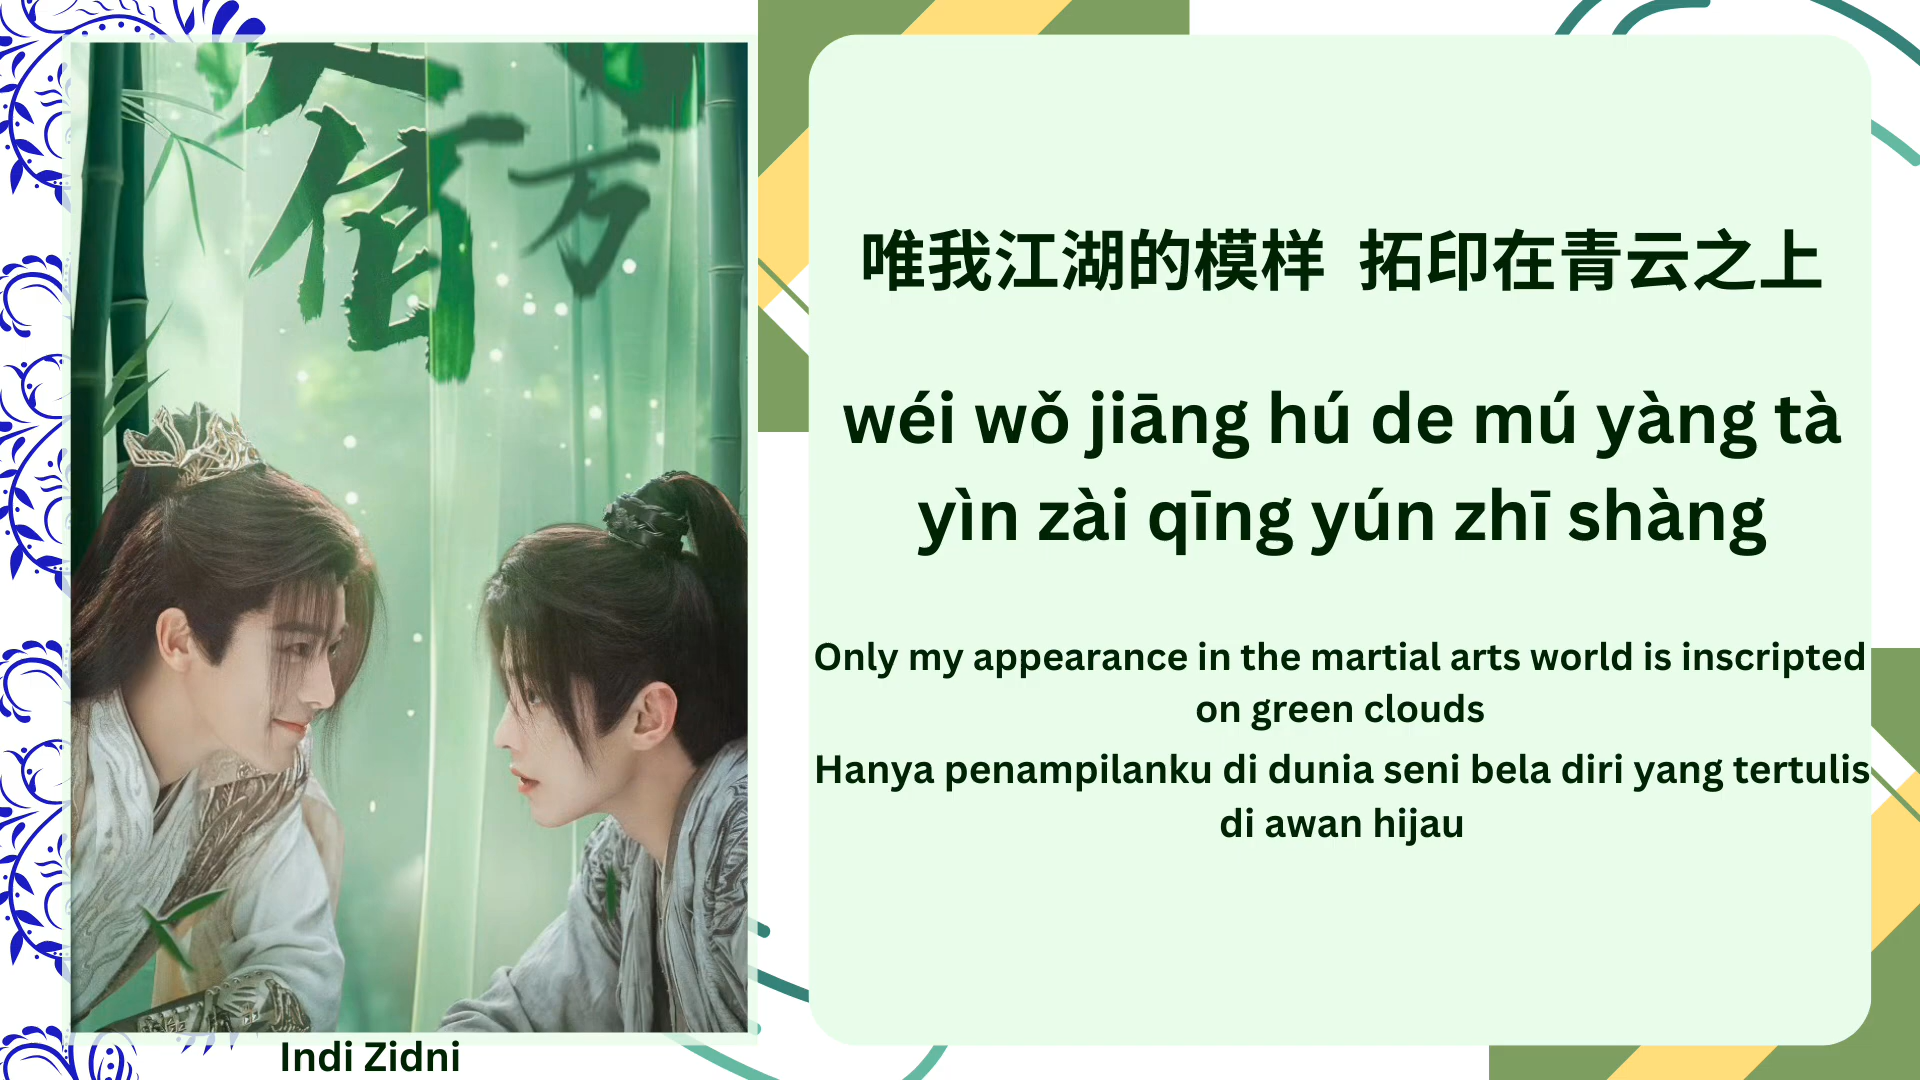 倌
方
唯我江湖的模样 拓印在青云之上
wéi wǒ jiāng hú de mú yàng tà
yìn zài qīng yún zhī shàng
Only my appearance in the martial arts world is inscripted
on green clouds
Hanya penampilanku di dunia seni bela diri yang tertulis
di awan hijau
Indi Zidni